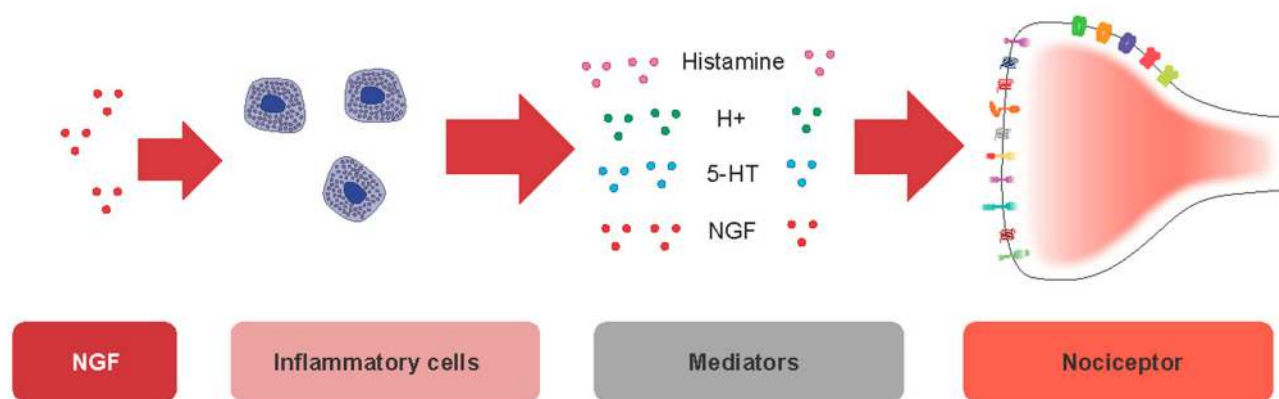 Histamine
H+
5-HT
NGF
NGF
Inflammatory cells
Mediators
Nociceptor